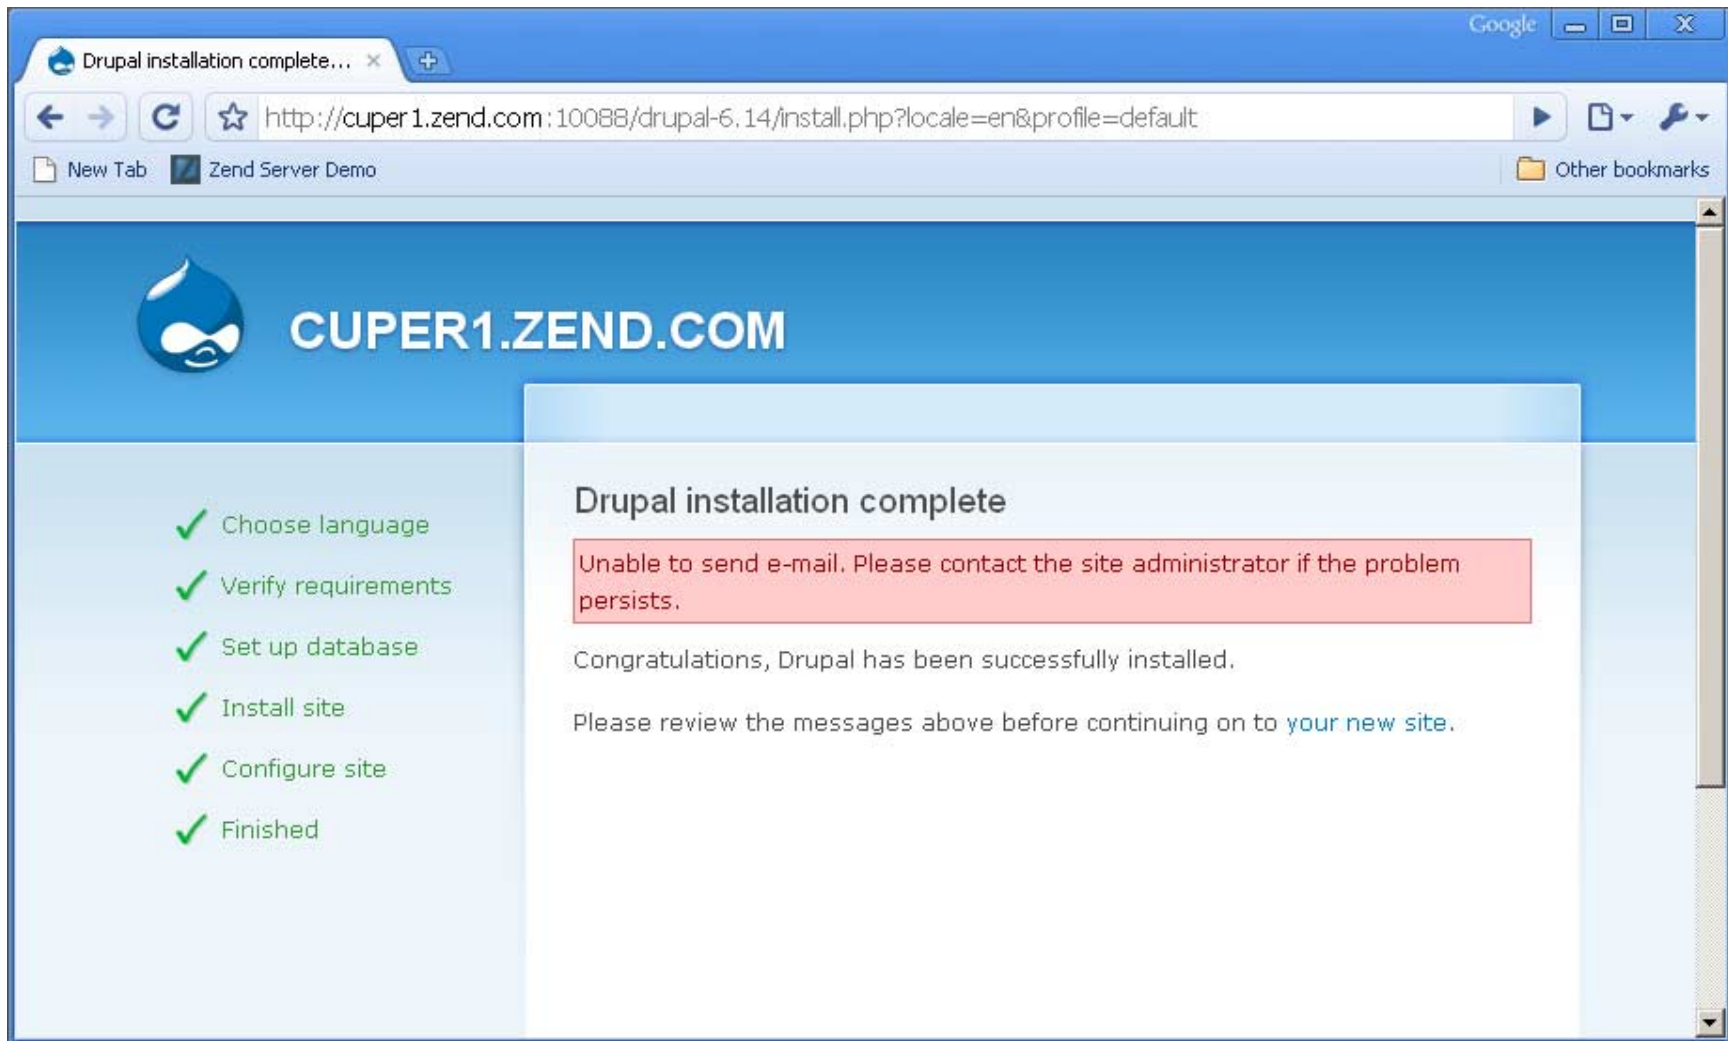 Google
Drupal installation complete...
http://cuper1.zend.com:10088/drupal-6.14/install.php?locale=en&profile=default
New Tab Zend Server Demo Other bookmarks
CUPER1.ZEND.COM
Choose language
Verify requirements
Set up database
Install site
Configure site
Finished
Drupal installation complete
Unable to send e-mail. Please contact the site administrator if the problem
persists.
Congratulations, Drupal has been successfully installed.
Please review the messages above before continuing on to your new site.